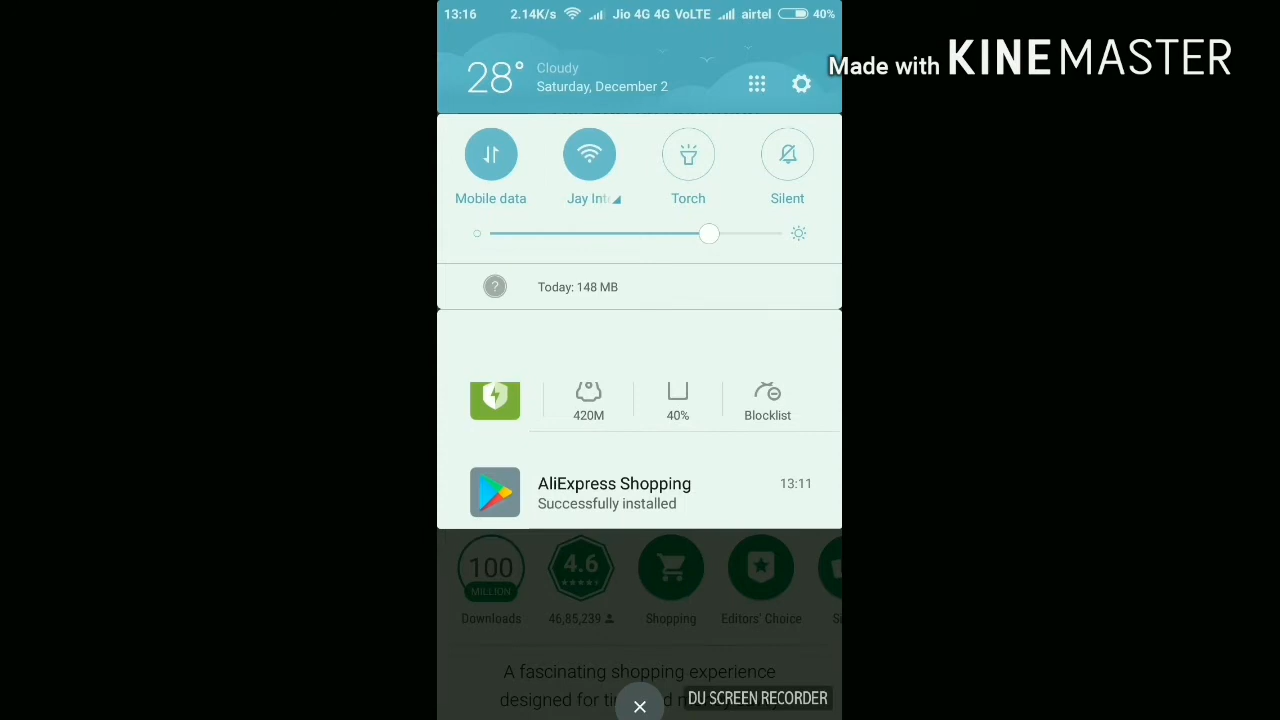 13:16 2.14K/s Jio 4G 4G VoLTE airtel 40%
Made with KINEMASTER
28° Cloudy
Saturday, December 2
Mobile data Jay Int Torch Silent
? Today: 148 MB
420M 40% Blocklist
AliExpress Shopping 13:11
Successfully installed
100 4.6
MILLION
Downloads 46,85,239 Shopping Editors' Choice
A fascinating shopping experience
designed for
DU SCREEN RECORDER